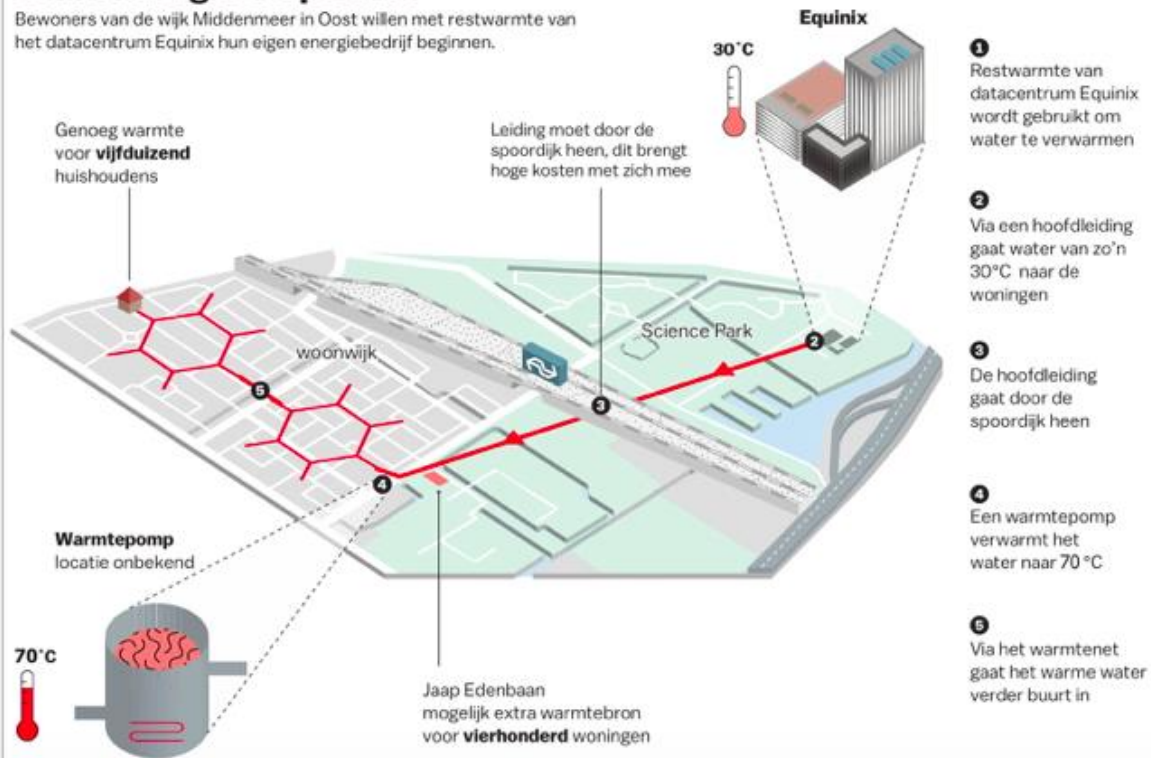 Bewoners van de wijk Middenmeer in Oost willen met restwarmte van
het datacentrum Equinix hun eigen energiebedrijf beginnen.
Equinix
30°C
Genoeg warmte
voor vijfduizend
huishoudens
Leiding moet door de
spoordijk heen, dit brengt
hoge kosten met zich mee
1
Restwarmte van
datacentrum Equinix
wordt gebruikt om
water te verwarmen
2
Via een hoofdleiding
gaat water van zo'n
30°C naar de
woningen
3
De hoofdleiding
gaat door de
spoordijk heen
4
Een warmtepomp
verwarmt het
water naar 70 °C
5
Via het warmtenet
gaat het warme water
verder buurt in
Science Park
2
woonwijk
5
3
4
Warmtepomp
locatie onbekend
70°C
Jaap Edenbaan
mogelijk extra warmtebron
voor vierhonderd woningen